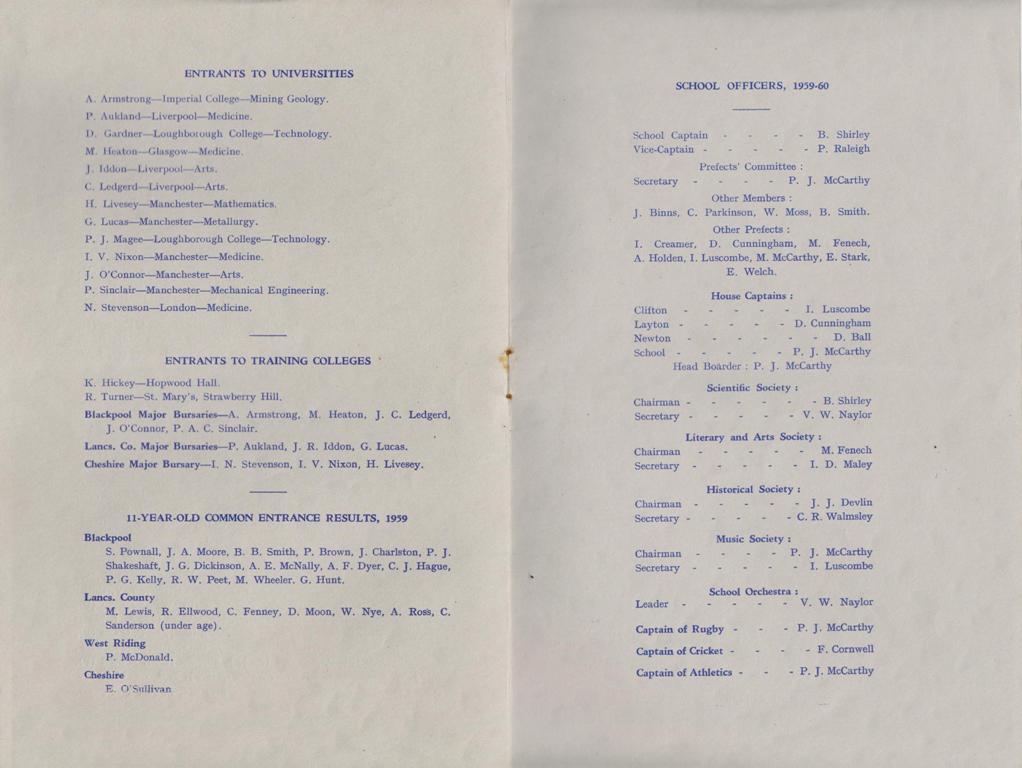 ENTRANTS TO UNIVERSITIES
A. Armstrong—Imperial College—Mining Geology.
P. Aukland—Liverpool—Medicine.
D. Gardner—Loughborough College—Technology.
M. Heaton—Glasgow—Medicine.
J. Iddon—Liverpool—Arts.
C. Ledgerd—Liverpool—Arts.
H. Livesey—Manchester—Mathematics.
G. Lucas—Manchester—Metallurgy.
P. J. Magee—Loughborough College—Technology.
I. V. Nixon—Manchester—Medicine.
J. O'Connor—Manchester—Arts.
P. Sinclair—Manchester—Mechanical Engineering.
N. Stevenson—London—Medicine.
ENTRANTS TO TRAINING COLLEGES
K. Hickey—Hopwood Hall.
R. Turner—St. Mary's, Strawberry Hill.
Blackpool Major Bursaries—A. Armstrong, M. Heaton, J. C. Ledgerd,
J. O'Connor, P. A. C. Sinclair.
Lancs. Co. Major Bursaries—P. Aukland, J. R. Iddon, G. Lucas.
Cheshire Major Bursary—I. N. Stevenson, I. V. Nixon, H. Livesey.
11-YEAR-OLD COMMON ENTRANCE RESULTS, 1959
Blackpool
S. Pownall, J. A. Moore, B. B. Smith, P. Brown, J. Charlston, P. J.
Shakeshaft, J. G. Dickinson, A. E. McNally, A. F. Dyer, C. J. Hague,
P. G. Kelly, R. W. Peet, M. Wheeler. G. Hunt.
Lancs. County
M. Lewis, R. Ellwood, C. Fenney, D. Moon, W. Nye, A. Ross, C.
Sanderson (under age).
West Riding
P. McDonald.
Cheshire
E. O'Sullivan
SCHOOL OFFICERS, 1959-60
School Captain - - - - B. Shirley
Vice-Captain - - - - - P. Raleigh
Prefects' Committee :
Secretary - - - - P. J. McCarthy
Other Members :
J. Binns, C. Parkinson, W. Moss, B. Smith.
Other Prefects :
I. Creamer, D. Cunningham, M. Fenech,
A. Holden, I. Luscombe, M. McCarthy, E. Stark,
E. Welch.
House Captains :
Clifton - - - - - I. Luscombe
Layton - - - - - D. Cunningham
Newton - - - - - - D. Ball
School - - - - - P. J. McCarthy
Head Boarder : P. J. McCarthy
Scientific Society :
Chairman - - - - - - B. Shirley
Secretary - - - - - V. W. Naylor
Literary and Arts Society :
Chairman - - - - - M. Fenech
Secretary - - - - - I. D. Maley
Historical Society :
Chairman - - - - - J. J. Devlin
Secretary - - - - - C. R. Walmsley
Music Society :
Chairman - - - - P. J. McCarthy
Secretary - - - - - I. Luscombe
School Orchestra :
Leader - - - - - V. W. Naylor
Captain of Rugby - - - P. J. McCarthy
Captain of Cricket - - - - F. Cornwell
Captain of Athletics - - - P. J. McCarthy